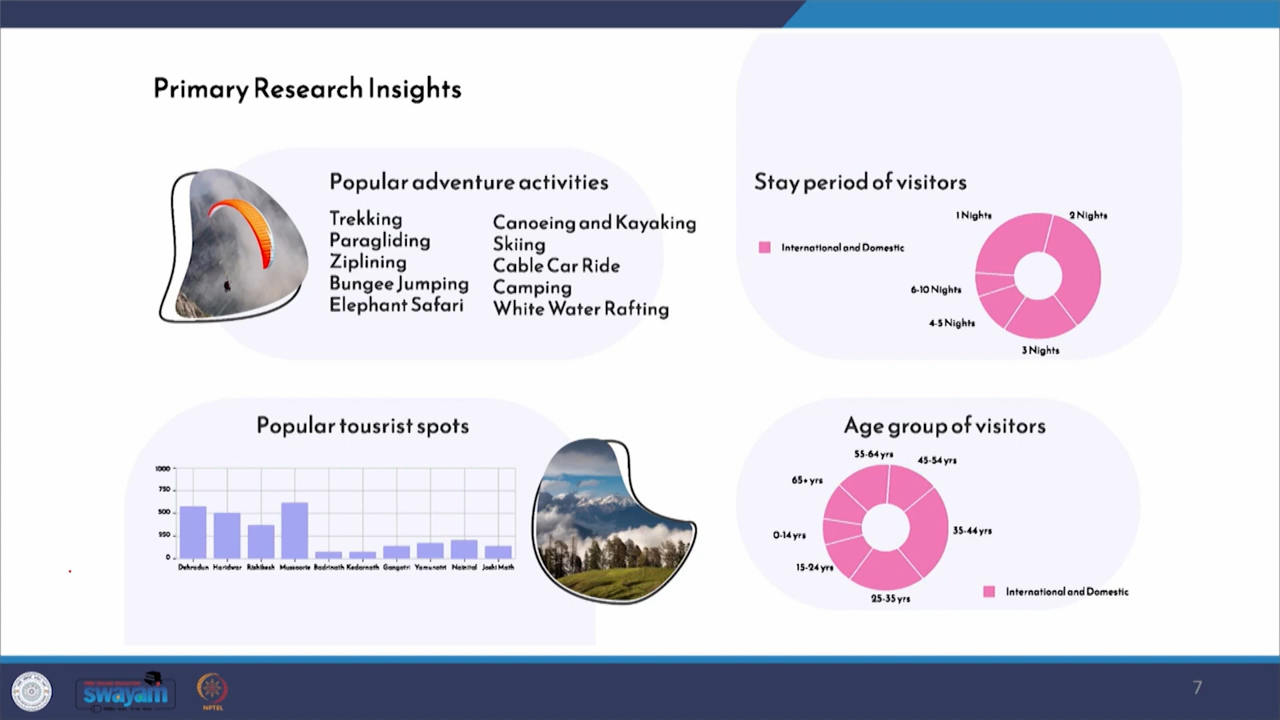 Primary Research Insights
Popular adventure activities
Trekking
Paragliding
Ziplining
Bungee Jumping
Elephant Safari
Canoeing and Kayaking
Skiing
Cable Car Ride
Camping
White Water Rafting
Stay period of visitors
International and Domestic
1 Nights
2 Nights
6-10 Nights
4-5 Nights
3 Nights
Popular tousrist spots
1000
750
500
250
0
Dehradun Haridwar Rishikesh Mussoorie Badrinath Kedarnath Gangotri Yamunotri Nainital Joshi Math
Age group of visitors
55-64 yrs
45-54 yrs
65+ yrs
35-44 yrs
0-14 yrs
15-24 yrs
25-35 yrs
International and Domestic
swayam
NPTEL
7